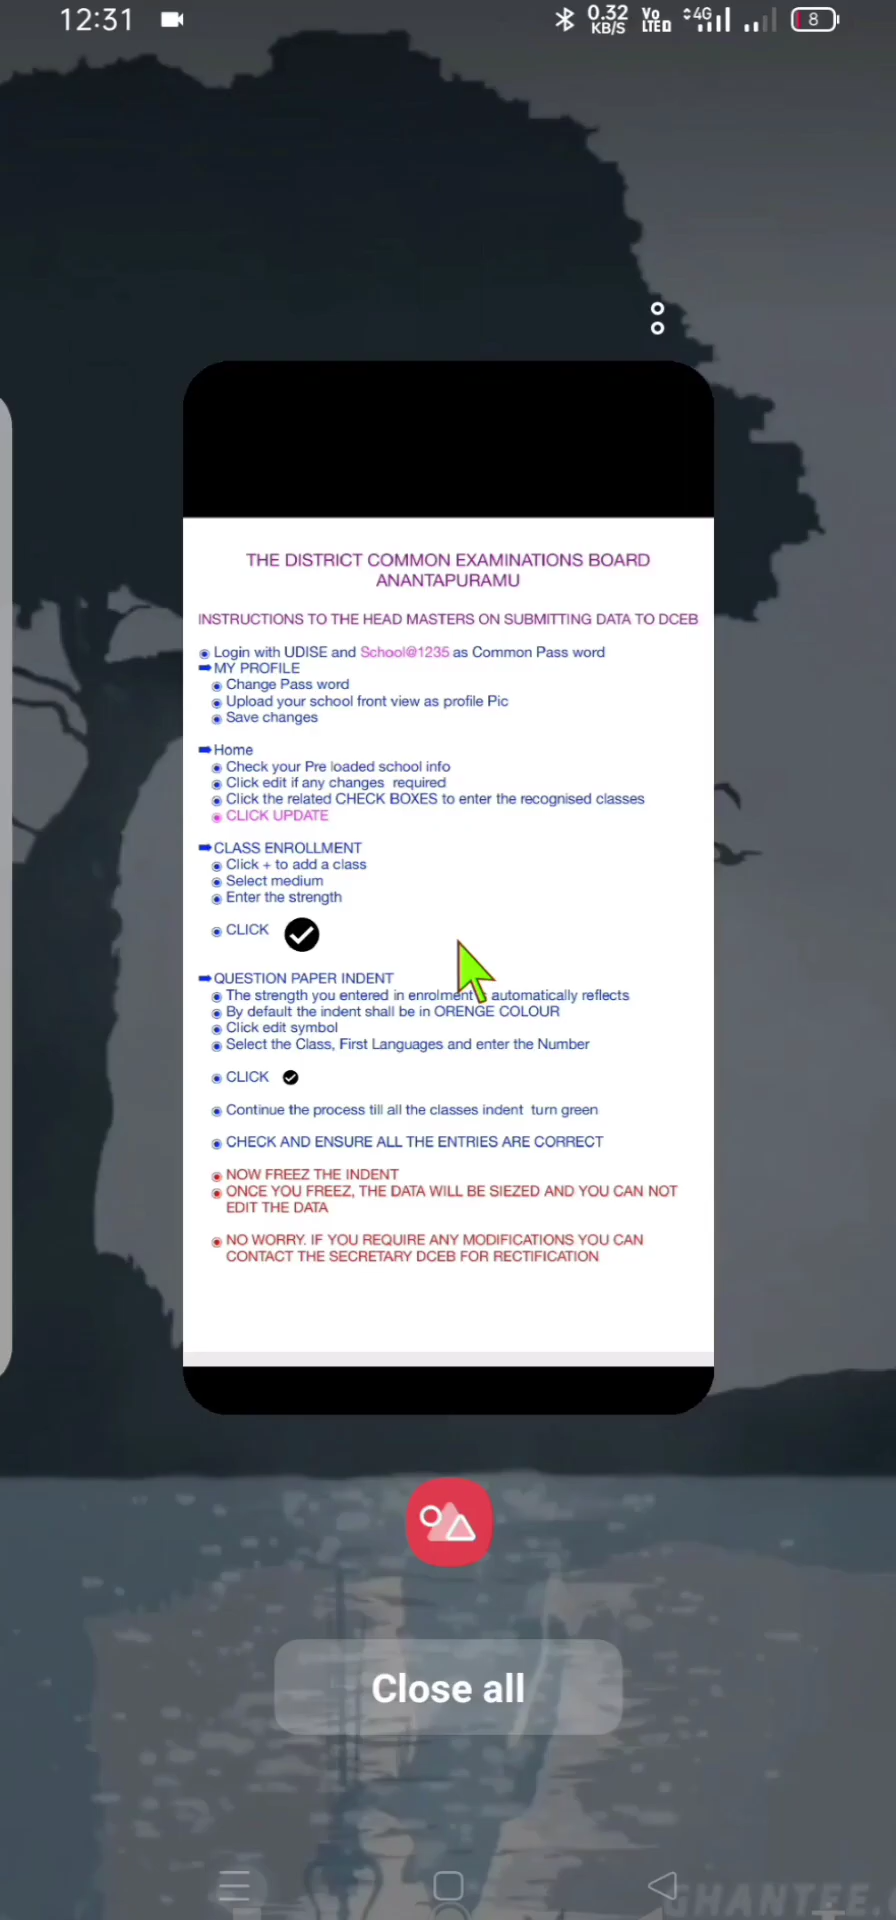 12:31
0.32 KB/S
Vo LTE
4G
8
THE DISTRICT COMMON EXAMINATIONS BOARD
ANANTAPURAMU
INSTRUCTIONS TO THE HEAD MASTERS ON SUBMITTING DATA TO DCEB
Login with UDISE and School@1235 as Common Pass word
MY PROFILE
Change Pass word
Upload your school front view as profile Pic
Save changes
Home
Check your Pre loaded school info
Click edit if any changes required
Click the related CHECK BOXES to enter the recognised classes
CLICK UPDATE
CLASS ENROLLMENT
Click + to add a class
Select medium
Enter the strength
CLICK
QUESTION PAPER INDENT
The strength you entered in enrolment automatically reflects
By default the indent shall be in ORENGE COLOUR
Click edit symbol
Select the Class, First Languages and enter the Number
CLICK
Continue the process till all the classes indent turn green
CHECK AND ENSURE ALL THE ENTRIES ARE CORRECT
NOW FREEZ THE INDENT
ONCE YOU FREEZ, THE DATA WILL BE SIEZED AND YOU CAN NOT
EDIT THE DATA
NO WORRY. IF YOU REQUIRE ANY MODIFICATIONS YOU CAN
CONTACT THE SECRETARY DCEB FOR RECTIFICATION
Close all